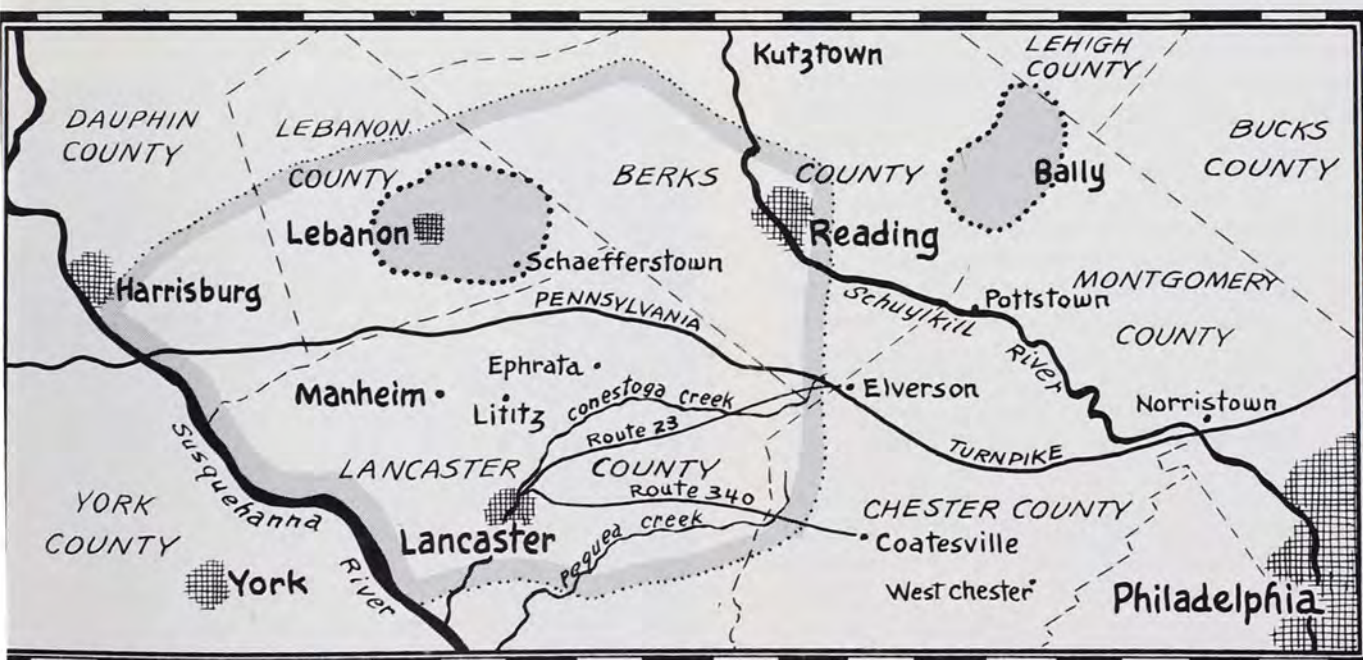 Kutztown
LEHIGH
COUNTY
DAUPHIN
COUNTY
LEBANON
COUNTY
BERKS
COUNTY
BUCKS
COUNTY
Bally
Lebanon
Reading
Schaefferstown
Harrisburg
PENNSYLVANIA
Schuylkill
River
Pottstown
MONTGOMERY
COUNTY
Ephrata
Manheim
Lititz
Conestoga creek
Elverson
Norristown
Route 23
TURNPIKE
Susquehanna
River
LANCASTER
COUNTY
Route 340
YORK
COUNTY
Lancaster
Pequea creek
CHESTER COUNTY
Coatesville
York
West chester
Philadelphia